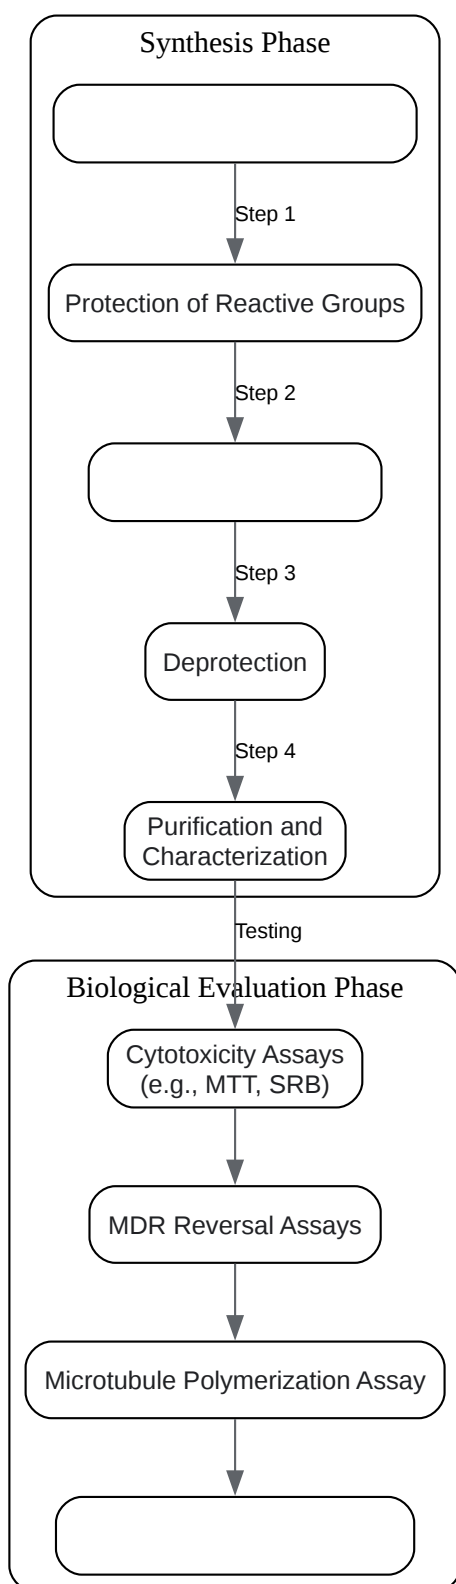 Synthesis Phase
Step 1
Protection of Reactive Groups
Step 2
Step 3
Deprotection
Step 4
Purification and
Characterization
Testing
Biological Evaluation Phase
Cytotoxicity Assays
(e.g., MTT, SRB)
MDR Reversal Assays
Microtubule Polymerization Assay